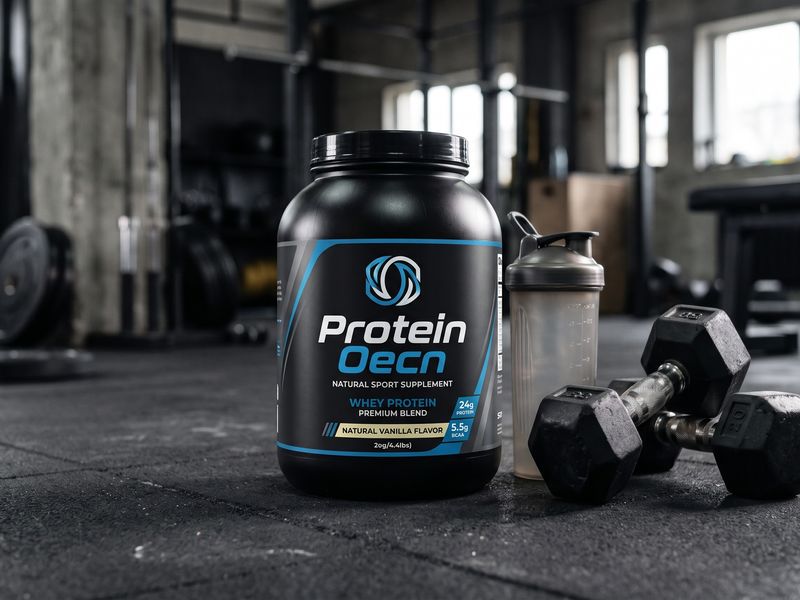 Protein
Oecn
NATURAL SPORT SUPPLEMENT
WHEY PROTEIN
PREMIUM BLEND
24g
PROTEIN
NATURAL VANILLA FLAVOR
5.5g
BCAA
2og/4.4lbs)
20